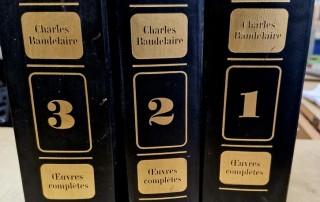 Charles
Baudelaire
3
Œuvres
complètes
Charles
Baudelaire
2
Œuvres
complètes
Charles
Baudelaire
1
Œuvres
complètes